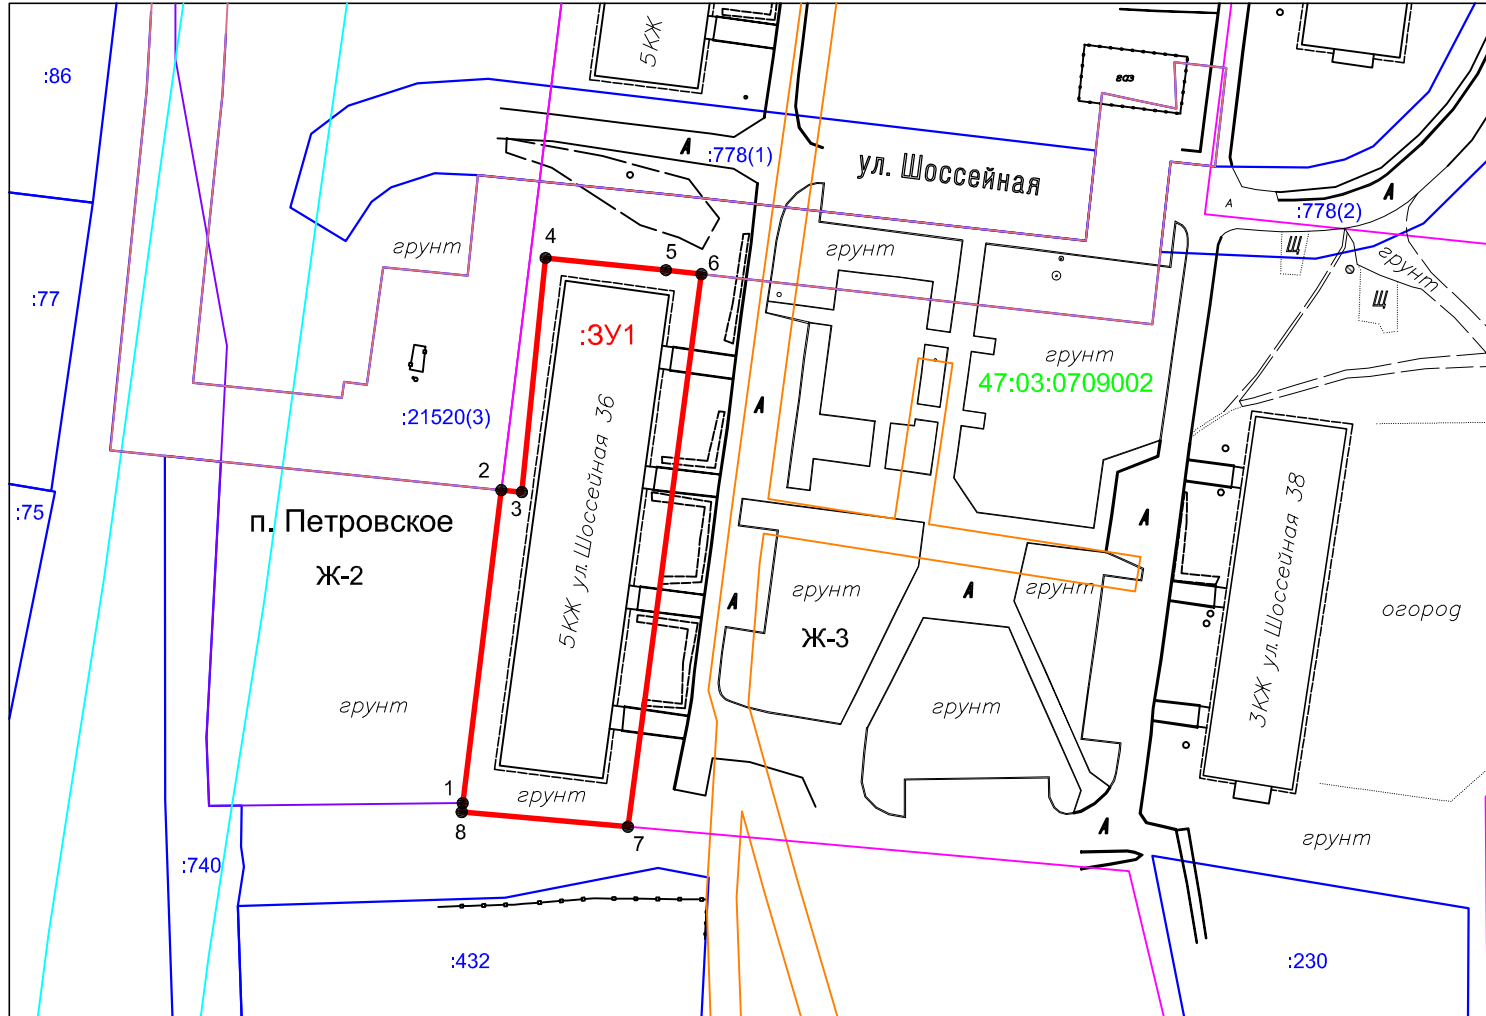 :86
5КЖ
газ
А
:778(1)
ул. Шоссейная
А
А
:778(2)
грунт
4
5
6
грунт
Щ
грунт
:77
:ЗУ1
Щ
грунт
47:03:0709002
:21520(3)
А
5КЖ ул. Шоссейная 36
2
3
:75
п. Петровское
А
3КЖ ул. Шоссейная 38
Ж-2
грунт
А
грунт
А
огород
Ж-3
грунт
грунт
1
грунт
8
7
А
грунт
:740
:432
:230